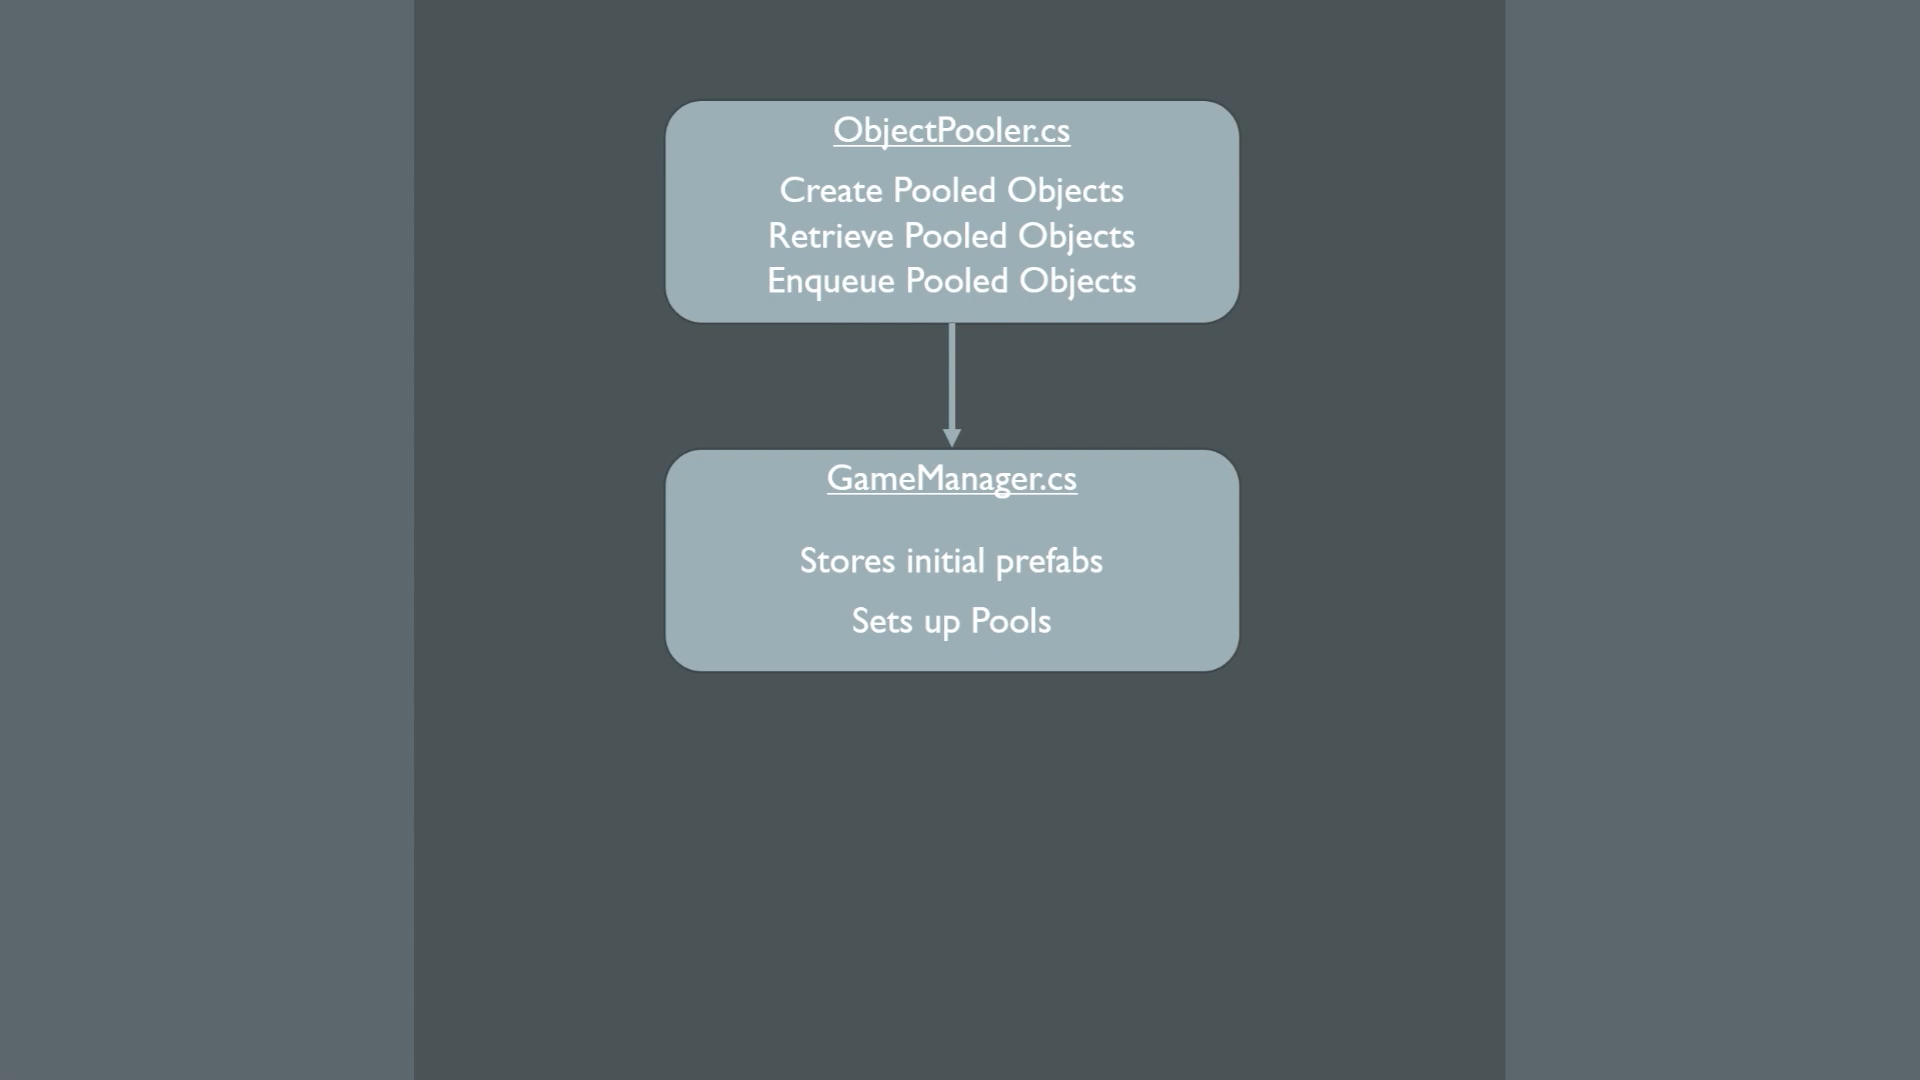 ObjectPooler.cs
Create Pooled Objects
Retrieve Pooled Objects
Enqueue Pooled Objects
GameManager.cs
Stores initial prefabs
Sets up Pools